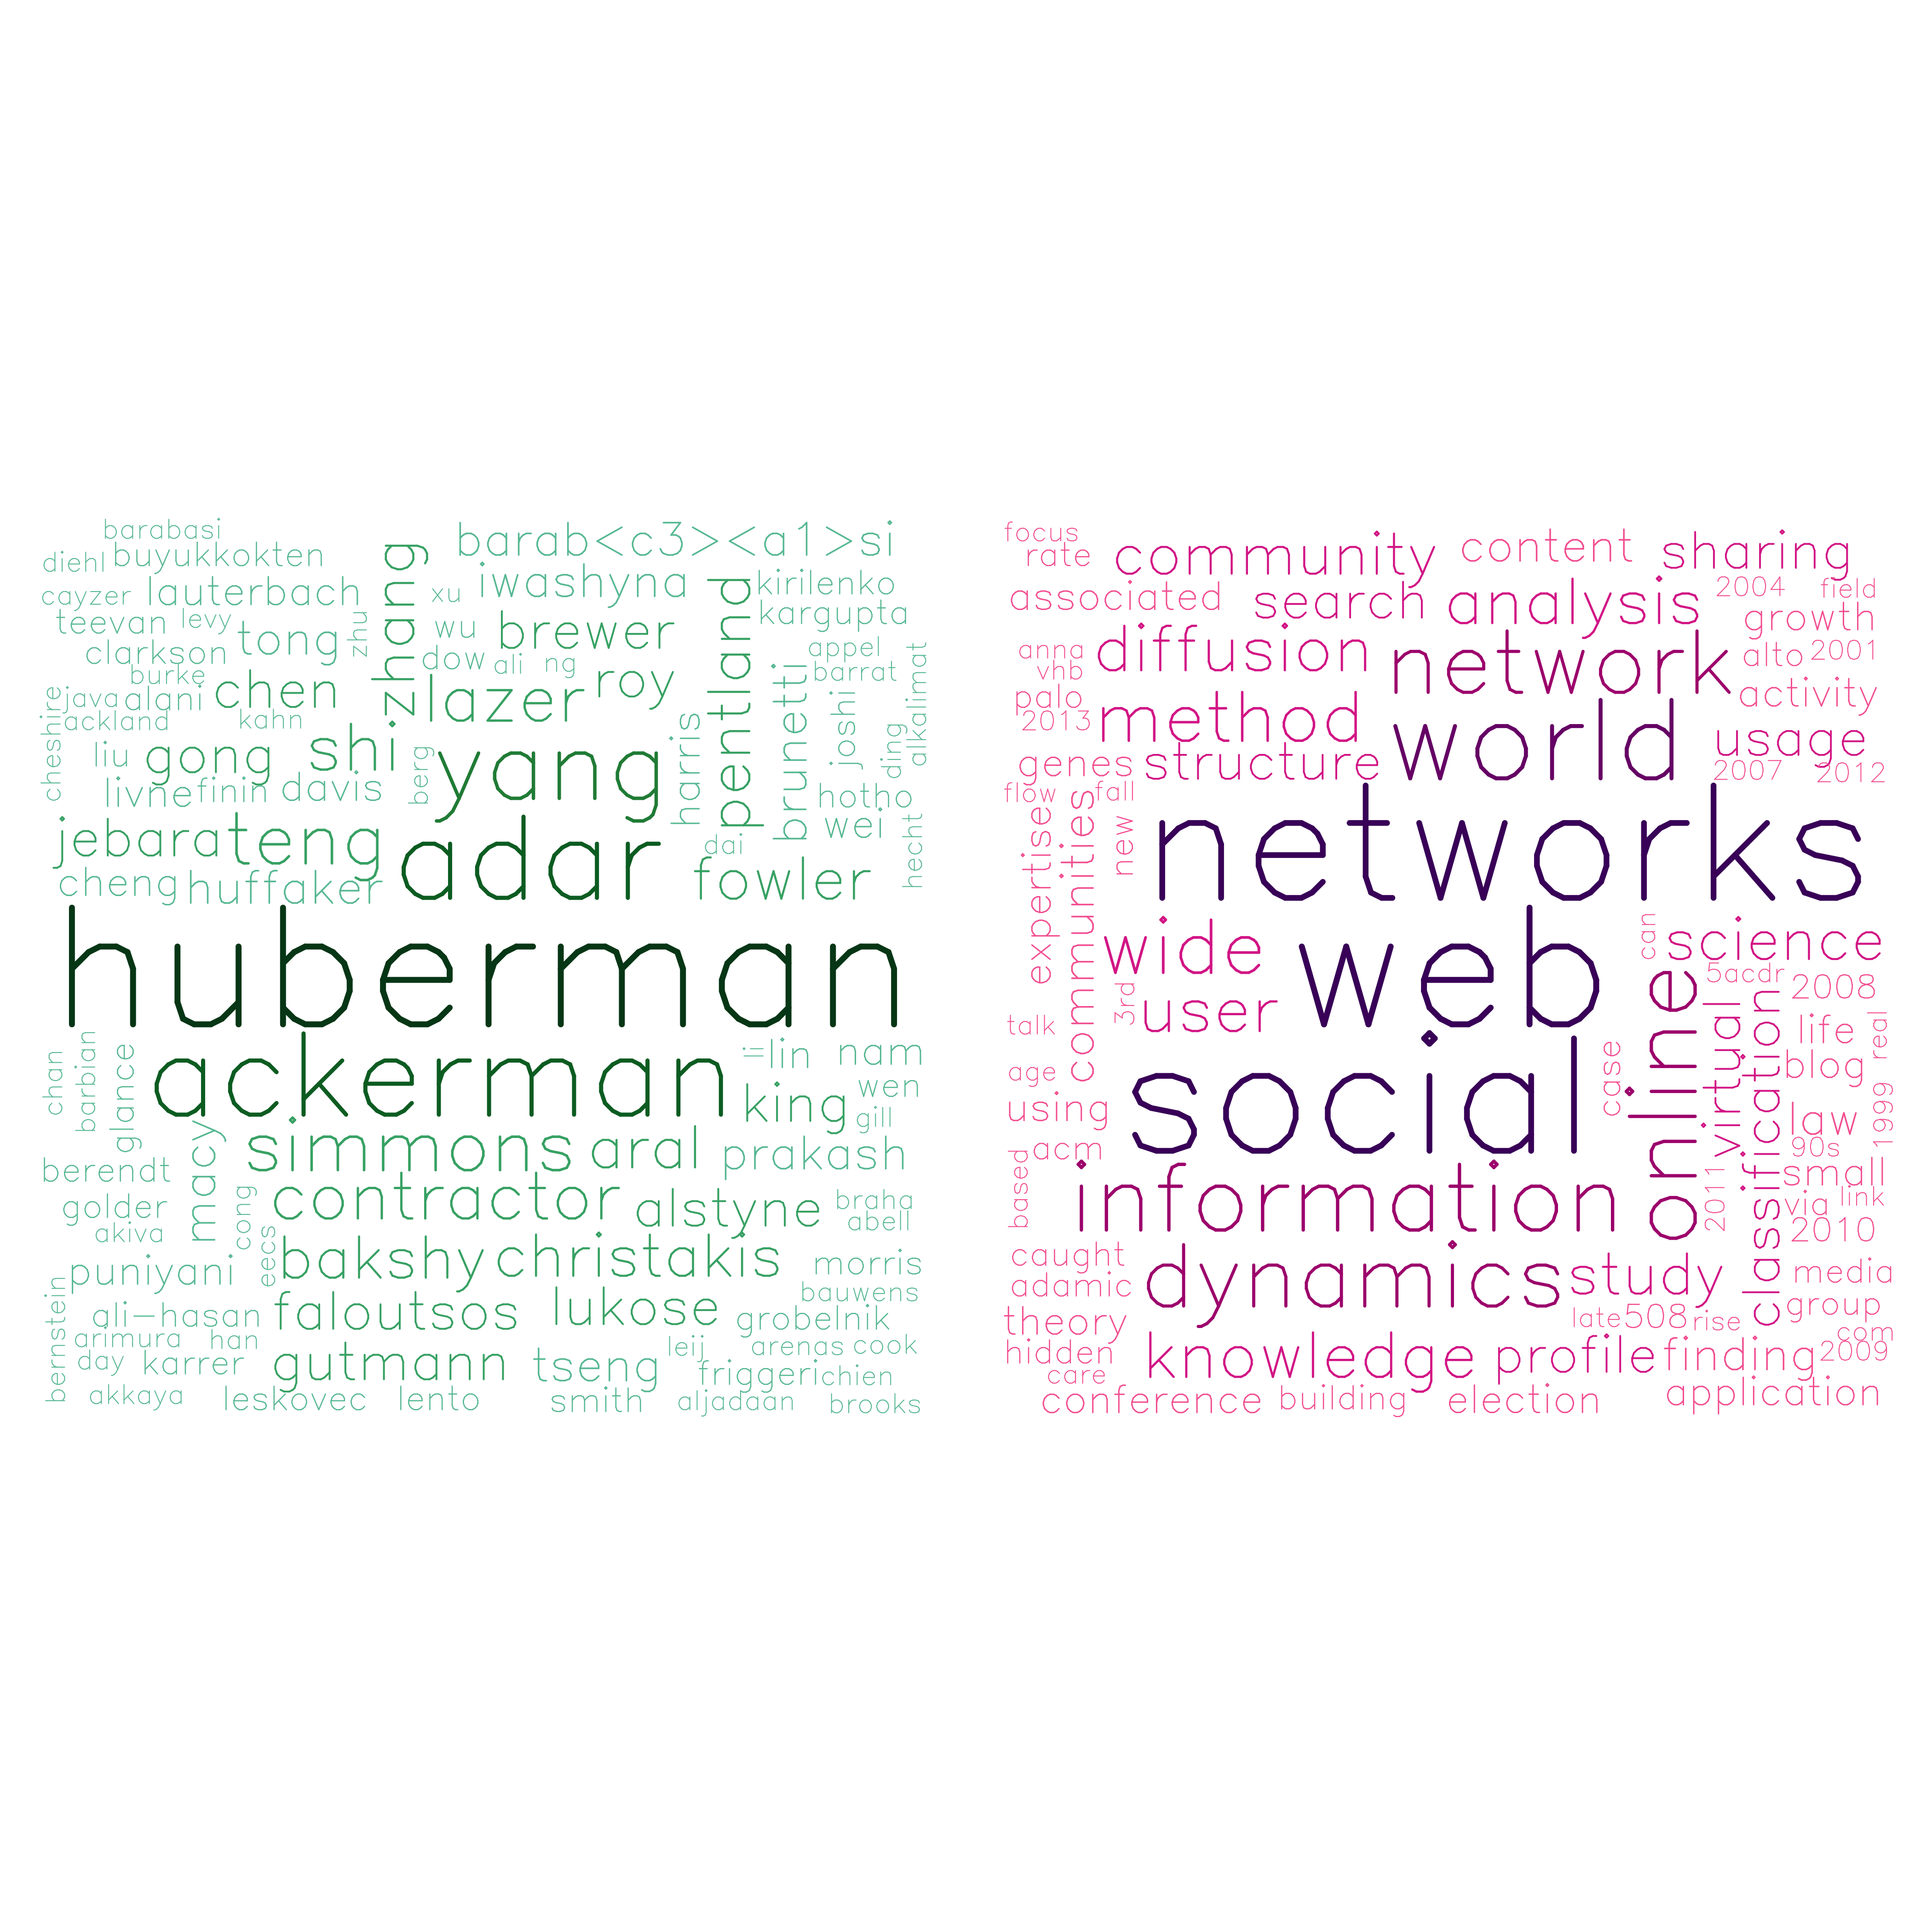 barabasi
diehl
buyukkokten
cayzer
lauterbach
teevan
levy
tong
zhu
clarkson
burke
java
alani
chen
ackland
kahn
cheshire
liu
gong
shi
livne
finin
davis
berg
zhang
barab<c3><a1>si
xu
iwashyna
wu
brewer
dow
ali
ng
lazer
roy
pentland
kirilenko
kargupta
appel
barrat
alkalimat
brunetti
joshi
ding
harris
yang
hotho
wei
hecht
jebara
teng
adar
dai
fowler
cheng
huffaker
huberman
ackerman
chan
barbian
glance
li
lin
nam
king
wen
gill
macy
simmons
aral
prakash
berendt
golder
akiva
cong
eecs
contractor
alstyne
braha
abell
puniyani
bakshy
christakis
morris
bauwens
bernstein
ali-hasan
faloutsos
lukose
grobelnik
arimura
han
day
karrer
gutmann
tseng
leij
arenas
cook
friggeri
chien
akkaya
leskovec
lento
smith
aljadaan
brooks
focus
rate
community
content
sharing
associated
search
analysis
2004
field
growth
anna
vhb
diffusion
network
alto
2001
palo
2013
method
world
activity
genes
structure
usage
2007
2012
flow
fall
expertise
communities
new
networks
wide
web
can
science
3rd
user
5acdr
2008
talk
social
online
virtual
classification
life
real
age
case
blog
using
1999
law
acm
90s
based
information
2011
small
via
link
2010
caught
adamic
dynamics
study
media
theory
late
508
rise
group
com
hidden
knowledge
profile
finding
2009
care
conference
building
election
application